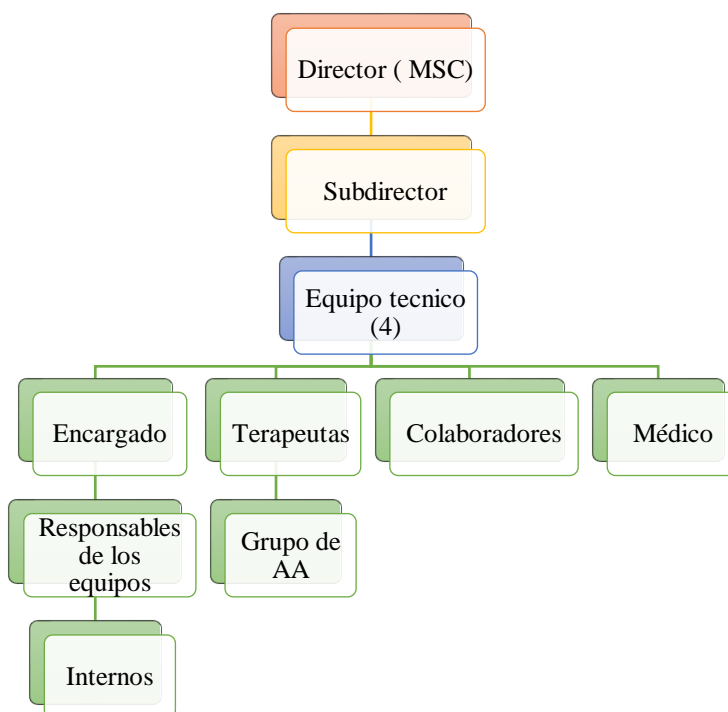 Director ( MSC)
Subdirector
Equipo tecnico
(4)
Encargado
Terapeutas
Colaboradores
Médico
Responsables
de los
equipos
Grupo de
AA
Internos